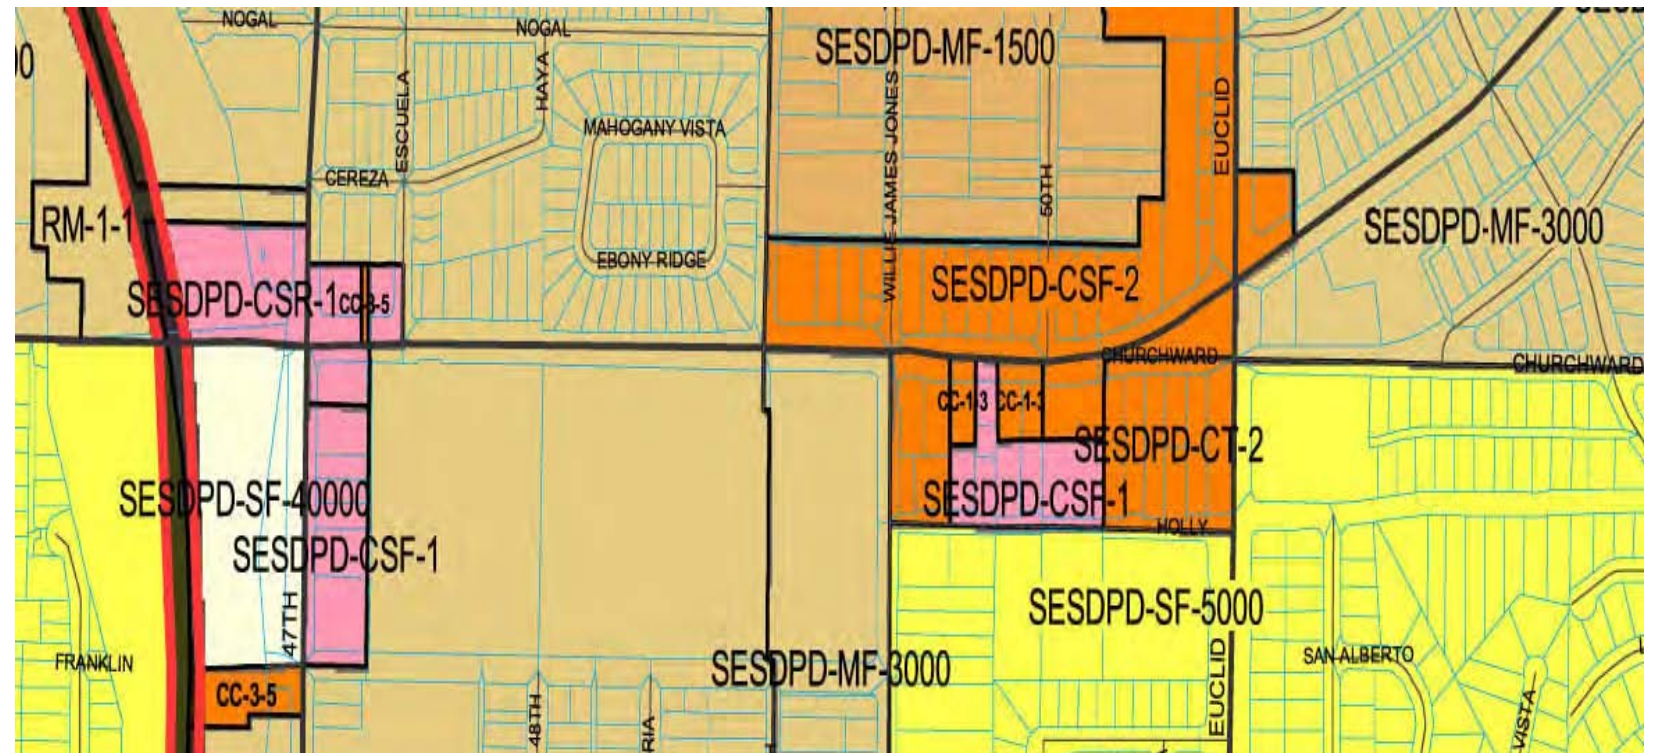 NOGAL
NOGAL
SESDPD-MF-1500
ESCUELA
HAYA
WILLIE JAMES JONES
EUCLID
MAHOGANY VISTA
CEREZA
50TH
RM-1-1
SESDPD-MF-3000
EBONY RIDGE
SESDPD-CSR-1
CC-3-5
SESDPD-CSF-2
CHURCHWARD
CHURCHWARD
CC-1-3
CC-1-3
SESDPD-CT-2
SESDPD-SF-40000
SESDPD-CSF-1
HOLLY
SESDPD-CSF-1
47TH
SESDPD-SF-5000
FRANKLIN
SESDPD-MF-3000
EUCLID
SAN ALBERTO
CC-3-5
48TH
RIA
VISTA